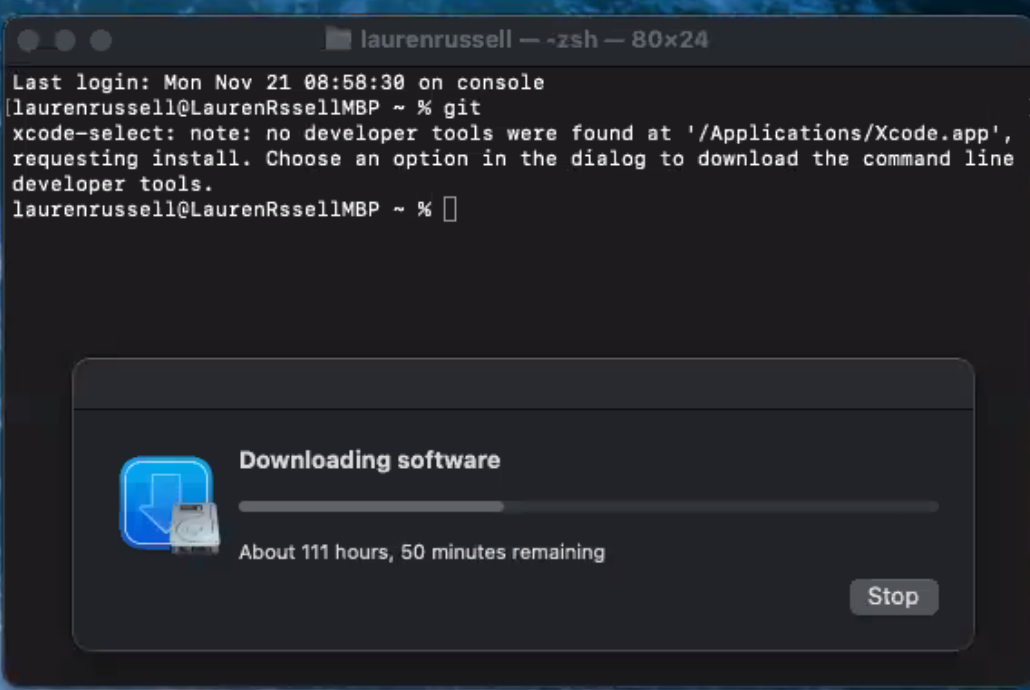 laurenrussell — -zsh — 80×24
Last login: Mon Nov 21 08:58:30 on console
[laurenrussell@LaurenRssellMBP ~ % git
xcode-select: note: no developer tools were found at '/Applications/Xcode.app',
requesting install. Choose an option in the dialog to download the command line
developer tools.
laurenrussell@LaurenRssellMBP ~ %
Downloading software
About 111 hours, 50 minutes remaining
Stop